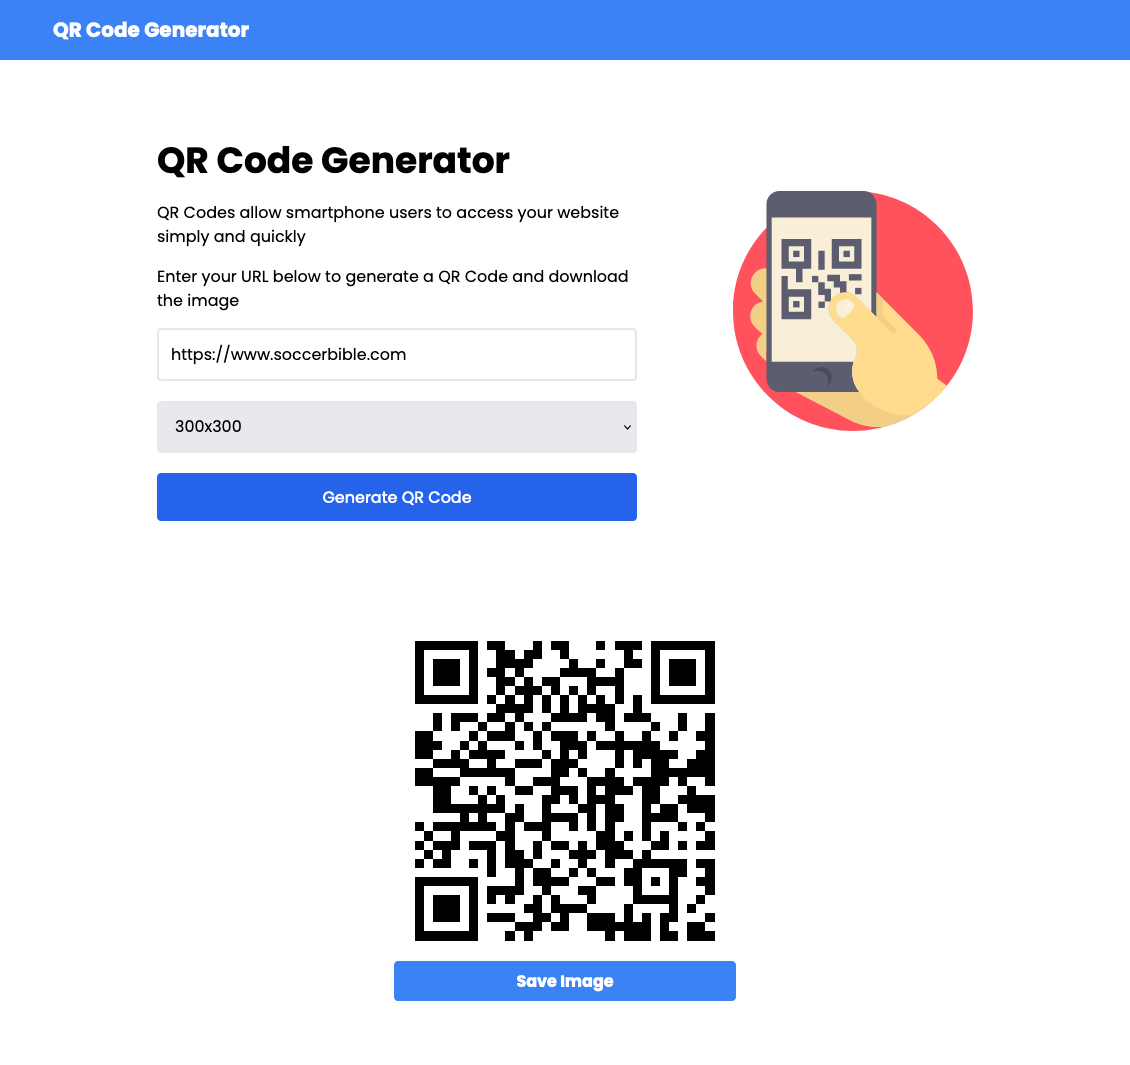 QR Code Generator
QR Code Generator
QR Codes allow smartphone users to access your website
simply and quickly
Enter your URL below to generate a QR Code and download
the image
https://www.soccerbible.com
300x300
Generate QR Code
Save Image